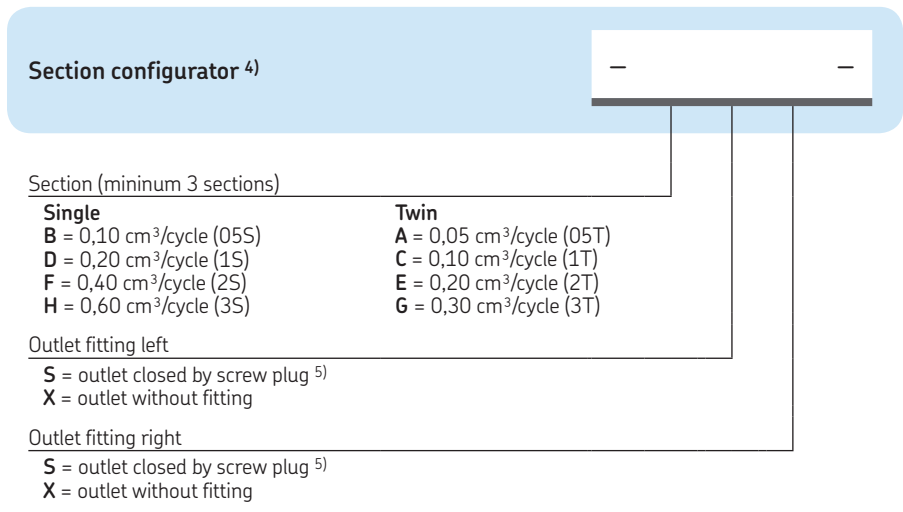 Section configurator 4)
– –
Section (minimum 3 sections)
Single Twin
B = 0,10 cm³/cycle (05S) A = 0,05 cm³/cycle (05T)
D = 0,20 cm³/cycle (1S) C = 0,10 cm³/cycle (1T)
F = 0,40 cm³/cycle (2S) E = 0,20 cm³/cycle (2T)
H = 0,60 cm³/cycle (3S) G = 0,30 cm³/cycle (3T)
Outlet fitting left
S = outlet closed by screw plug 5)
X = outlet without fitting
Outlet fitting right
S = outlet closed by screw plug 5)
X = outlet without fitting